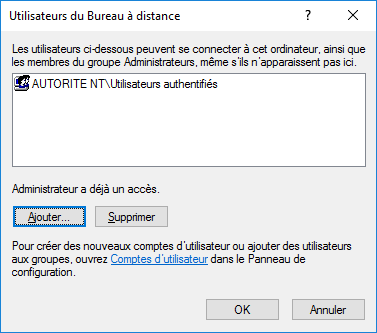 Utilisateurs du Bureau à distance
Les utilisateurs ci-dessous peuvent se connecter à cet ordinateur, ainsi que
les membres du groupe Administrateurs, même s'ils n'apparaissent pas ici.
AUTORITE NT\Utilisateurs authentifiés
Administrateur a déjà un accès.
Ajouter... Supprimer
Pour créer des nouveaux comptes d'utilisateur ou ajouter des utilisateurs
aux groupes, ouvrez Comptes d'utilisateur dans le Panneau de
configuration.
OK Annuler